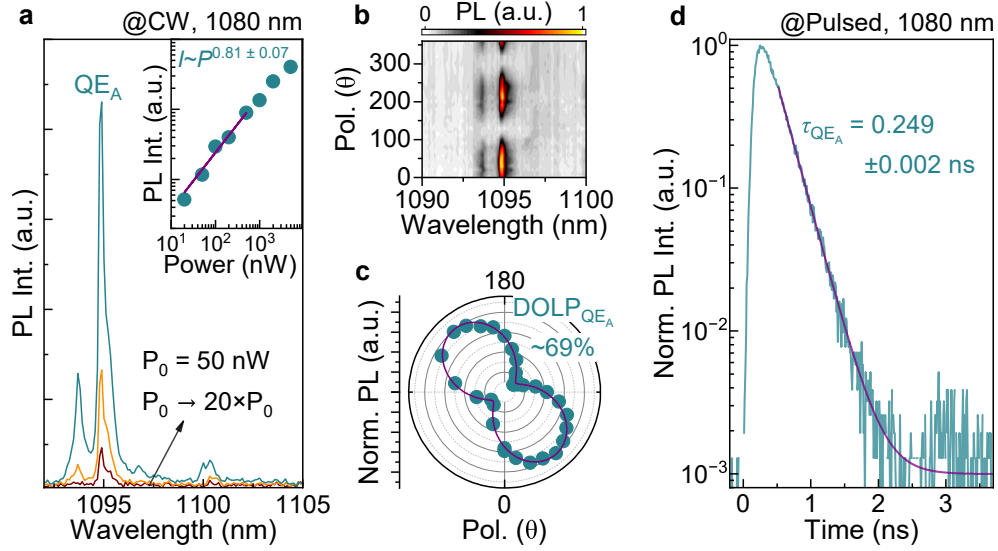 a
@CW, 1080 nm
QE_A
I~P^0.81 ± 0.07
PL Int. (a.u.)
10^1 10^2 10^3
Power (nW)
P_0 = 50 nW
P_0 → 20×P_0
PL Int. (a.u.)
1095 1100 1105
Wavelength (nm)
b
0 PL (a.u.) 1
Pol. (θ)
300
200
100
0
1090 1095 1100
Wavelength (nm)
c
180
DOLP_QE_A
~69%
Norm. PL (a.u.)
0
Pol. (θ)
d
@Pulsed, 1080 nm
τ_QE_A = 0.249
±0.002 ns
Norm. PL Int. (a.u.)
10^0
10^-1
10^-2
10^-3
0 1 2 3
Time (ns)